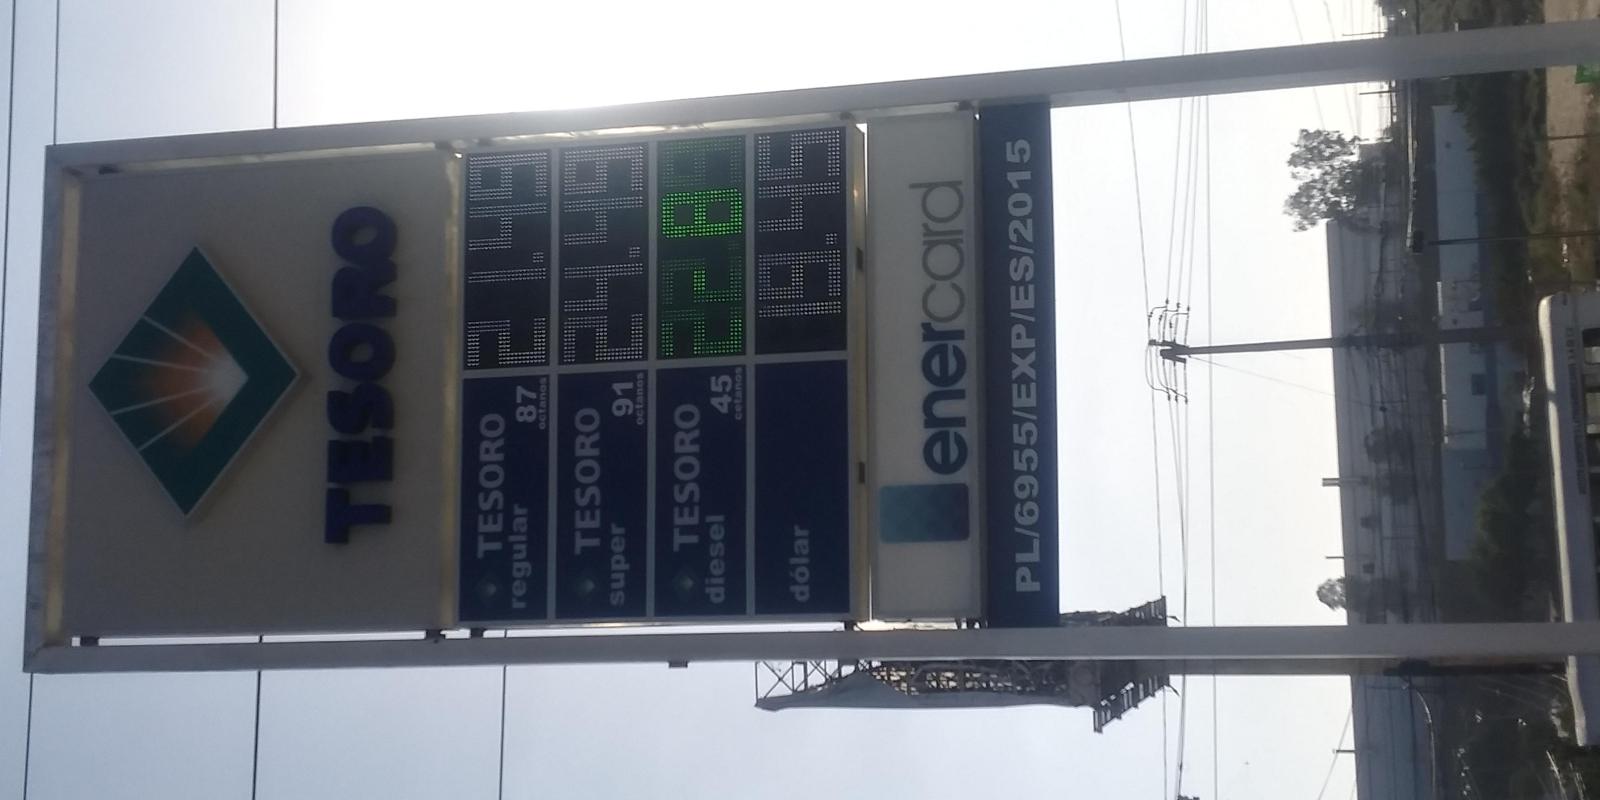 TESORO
TESORO
regular
87
octanos
21.49
TESORO
super
91
octanos
24.49
TESORO
diesel
45
cetanos
dólar
19.45
enercard
PL/6955/EXP/ES/2015